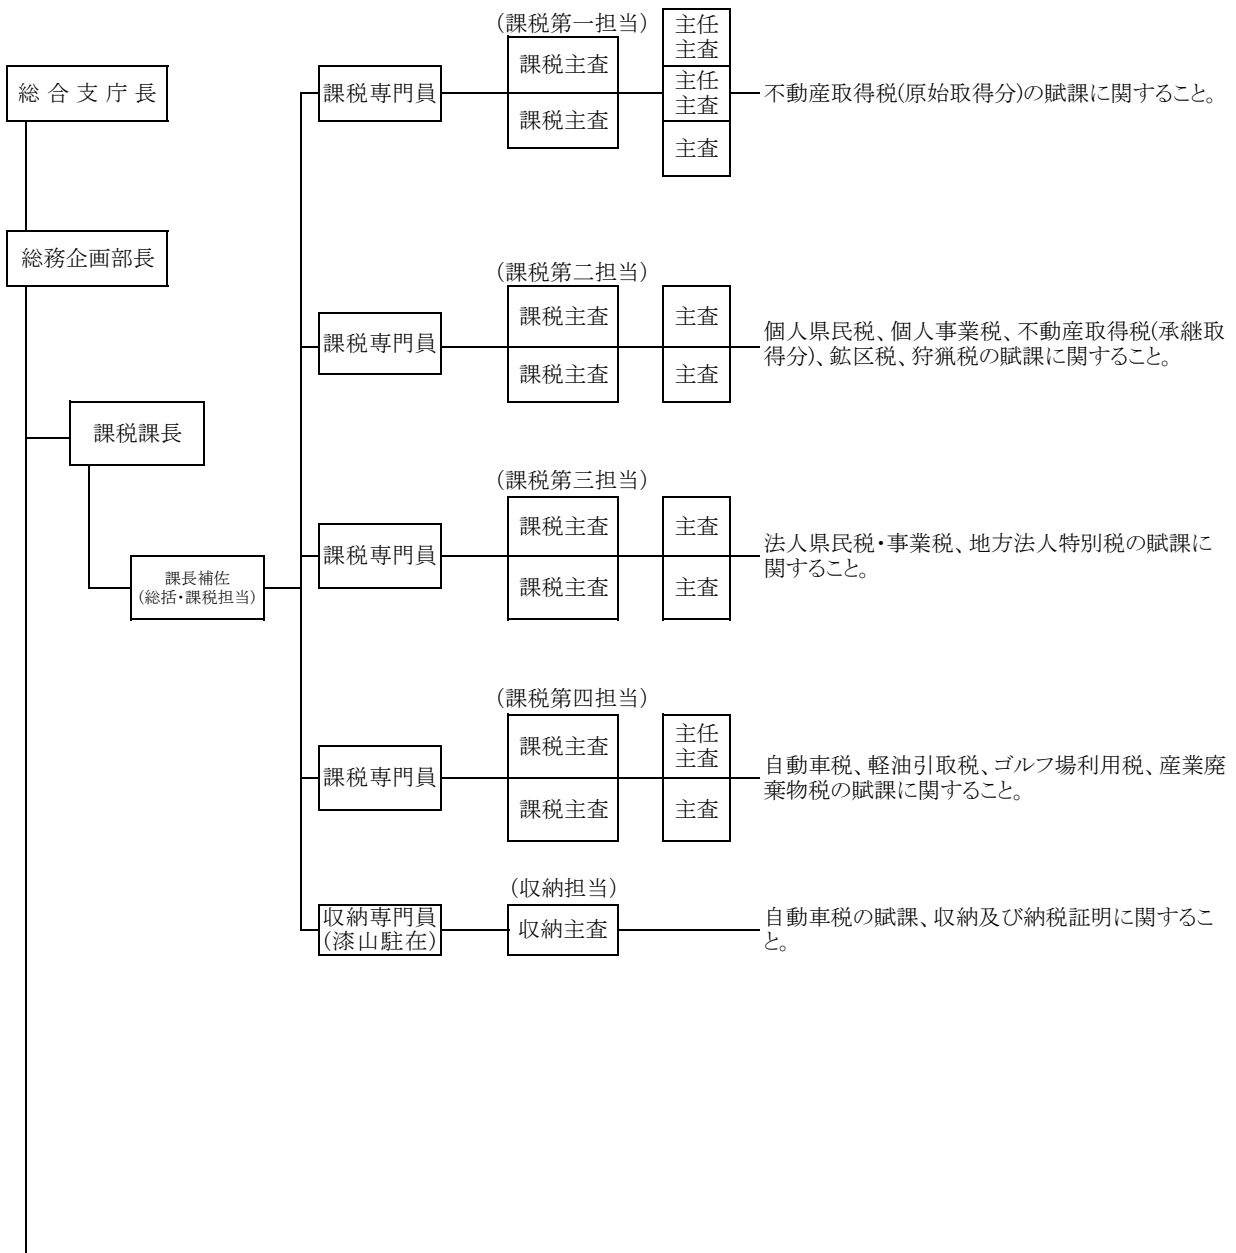 総合支庁長
総務企画部長
課税課長
課長補佐
(総括・課税担当)
課税専門員
(課税第一担当)
課税主査
課税主査
主任
主査
主任
主査
主査
不動産取得税(原始取得分)の賦課に関すること。
課税専門員
(課税第二担当)
課税主査
課税主査
主査
主査
個人県民税、個人事業税、不動産取得税(承継取
得分)、鉱区税、狩猟税の賦課に関すること。
課税専門員
(課税第三担当)
課税主査
課税主査
主査
主査
法人県民税・事業税、地方法人特別税の賦課に
関すること。
課税専門員
(課税第四担当)
課税主査
課税主査
主任
主査
主査
自動車税、軽油引取税、ゴルフ場利用税、産業廃
棄物税の賦課に関すること。
収納専門員
(漆山駐在)
(収納担当)
収納主査
自動車税の賦課、収納及び納税証明に関するこ
と。